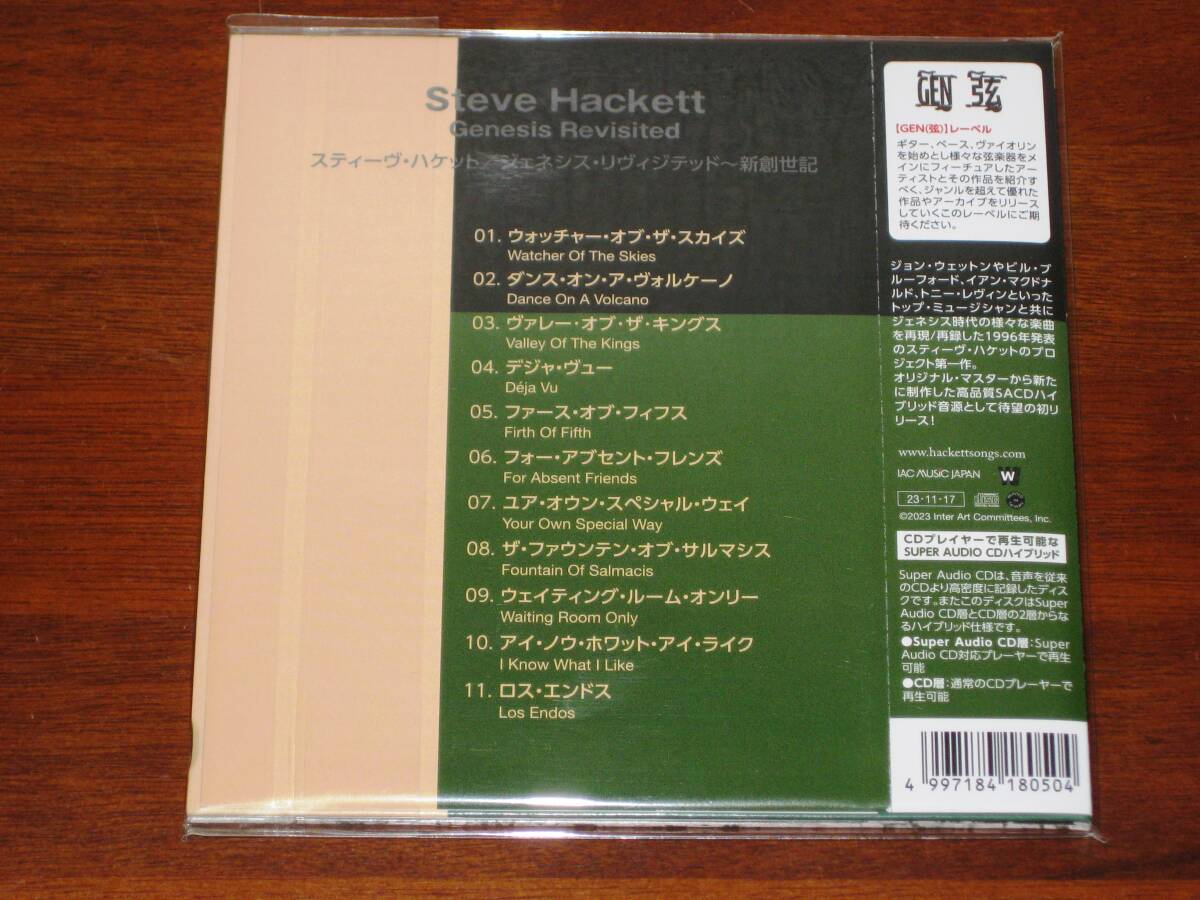 Steve Hackett
Genesis Revisited
スティーヴ・ハケット/ジェネシス・リヴィジテッド〜新創世記
01. ウォッチャー・オブ・ザ・スカイズ
Watcher Of The Skies
02. ダンス・オン・ア・ヴォルケーノ
Dance On A Volcano
03. ヴァレー・オブ・ザ・キングス
Valley Of The Kings
04. デジャ・ヴュー
Déja Vu
05. ファース・オブ・フィフス
Firth Of Fifth
06. フォー・アブセント・フレンズ
For Absent Friends
07. ユア・オウン・スペシャル・ウェイ
Your Own Special Way
08. ザ・ファウンテン・オブ・サルマシス
Fountain Of Salmacis
09. ウェイティング・ルーム・オンリー
Waiting Room Only
10. アイ・ノウ・ホワット・アイ・ライク
I Know What I Like
11. ロス・エンドス
Los Endos
GEN 弦
【GEN(弦)】レーベル
ギター、ベース、ヴァイオリン
を始めとし様々な弦楽器をメ
インにフィーチュアしたアー
ティストとその作品を紹介す
べく、ジャンルを超えて優れた
作品やアーカイブをリリース
していくこのレーベルにご期
待ください。
ジョン・ウェットンやビル・ブ
ルーフォード、イアン・マクドナ
ルド、トニー・レヴィンといった
トップ・ミュージシャンと共に
ジェネシス時代の様々な楽曲
を再現/再録した1996年発表
のスティーヴ・ハケットのプロ
ジェクト第一作。
オリジナル・マスターから新た
に制作した高品質SACDハイ
ブリッド音源として待望の初リ
リース!
www.hackettsongs.com
IAC MUSIC JAPAN W
23・11・17
©2023 Inter Art Committees, Inc.
CDプレイヤーで再生可能な
SUPER AUDIO CDハイブリッド
Super Audio CDは、音声を従来
のCDより高密度に記録したディス
クです。またこのディスクはSuper
Audio CD層とCD層の2層からな
るハイブリッド仕様です。
●Super Audio CD層:Super
Audio CD対応プレーヤーで再生
可能
●CD層:通常のCDプレーヤーで
再生可能
4 997184 180504